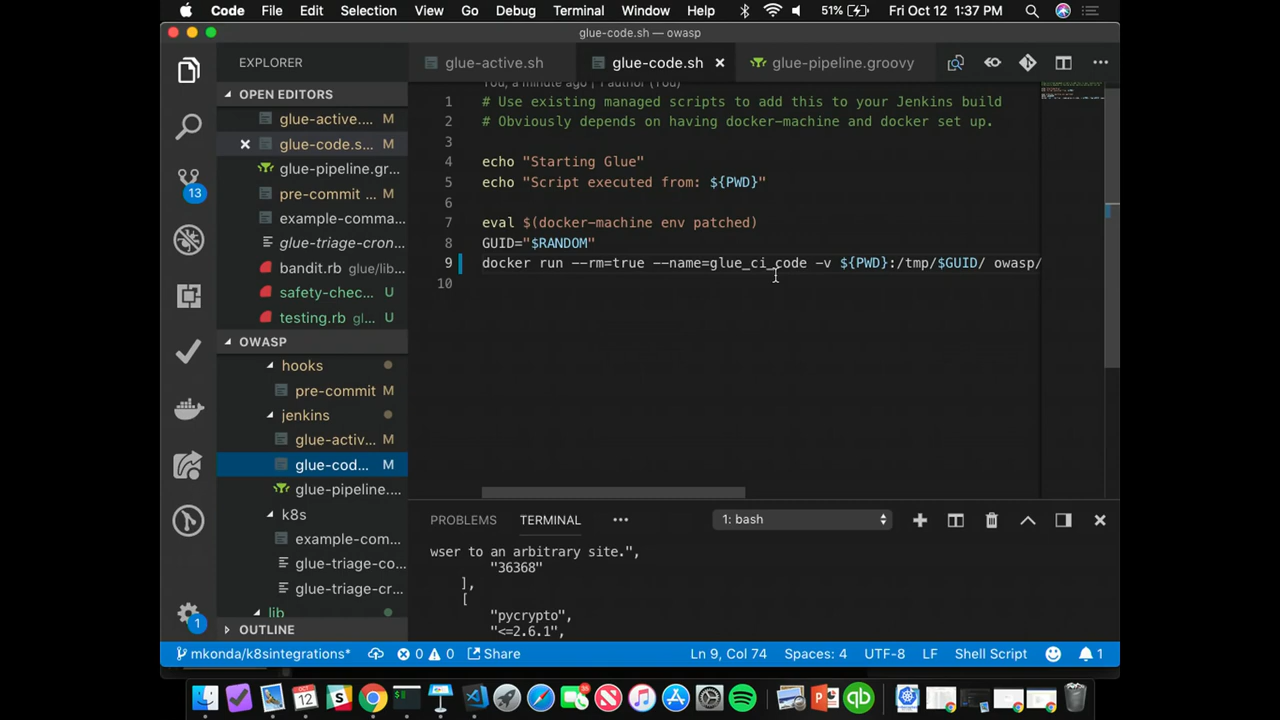 Code File Edit Selection View Go Debug Terminal Window Help 51% Fri Oct 12 1:37 PM
glue-code.sh — owasp
EXPLORER
glue-active.sh
glue-code.sh
glue-pipeline.groovy
OPEN EDITORS
glue-active.... M
glue-code.s... M
glue-pipeline.gr...
pre-commit ... M
example-comma...
glue-triage-cron...
bandit.rb glue/lib...
safety-chec... U
testing.rb gl... U
OWASP
hooks
pre-commit M
jenkins
glue-activ... M
glue-cod... M
glue-pipeline....
k8s
example-com...
glue-triage-co...
glue-triage-cr...
lib
OUTLINE
13
1
You, a minute ago | 1 author (You)
1 # Use existing managed scripts to add this to your Jenkins build
2 # Obviously depends on having docker-machine and docker set up.
3
4 echo "Starting Glue"
5 echo "Script executed from: ${PWD}"
6
7 eval $(docker-machine env patched)
8 GUID="$RANDOM"
9 docker run --rm=true --name=glue_ci_code -v ${PWD}:/tmp/$GUID/ owasp/
10
PROBLEMS TERMINAL ... 1: bash
wser to an arbitrary site.",
"36368"
],
[
"pycrypto",
"<=2.6.1",
mkonda/k8sintegrations* 0 0 Share Ln 9, Col 74 Spaces: 4 UTF-8 LF Shell Script 1